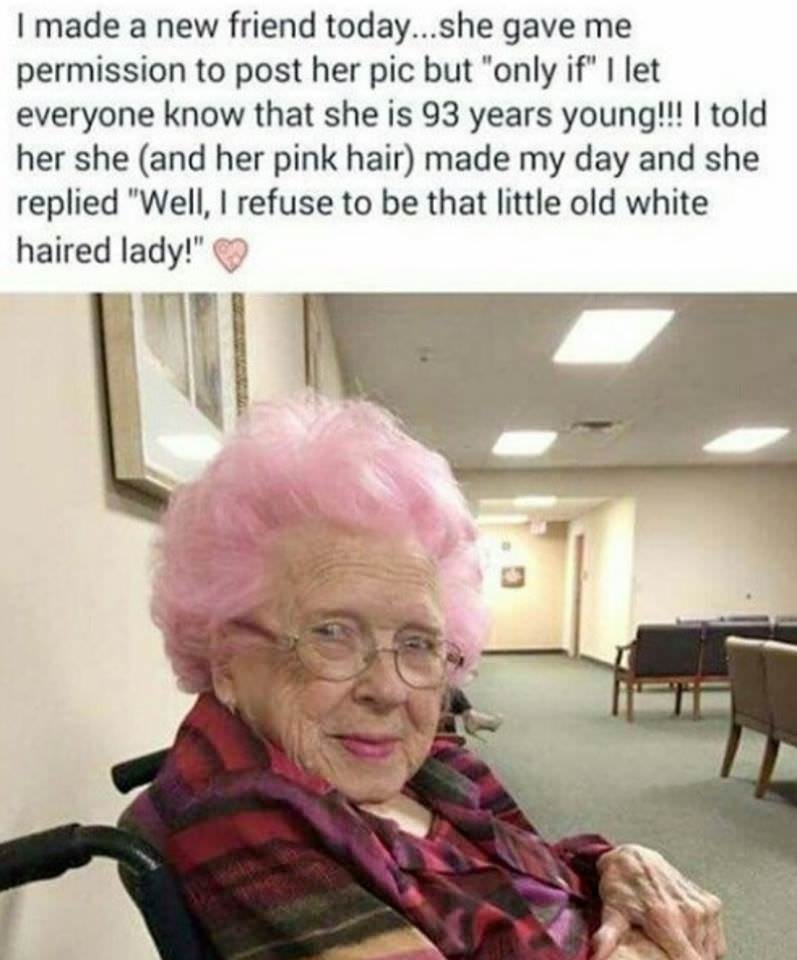 I made a new friend today...she gave me
permission to post her pic but "only if" I let
everyone know that she is 93 years young!!! I told
her she (and her pink hair) made my day and she
replied "Well, I refuse to be that little old white
haired lady!" 💖